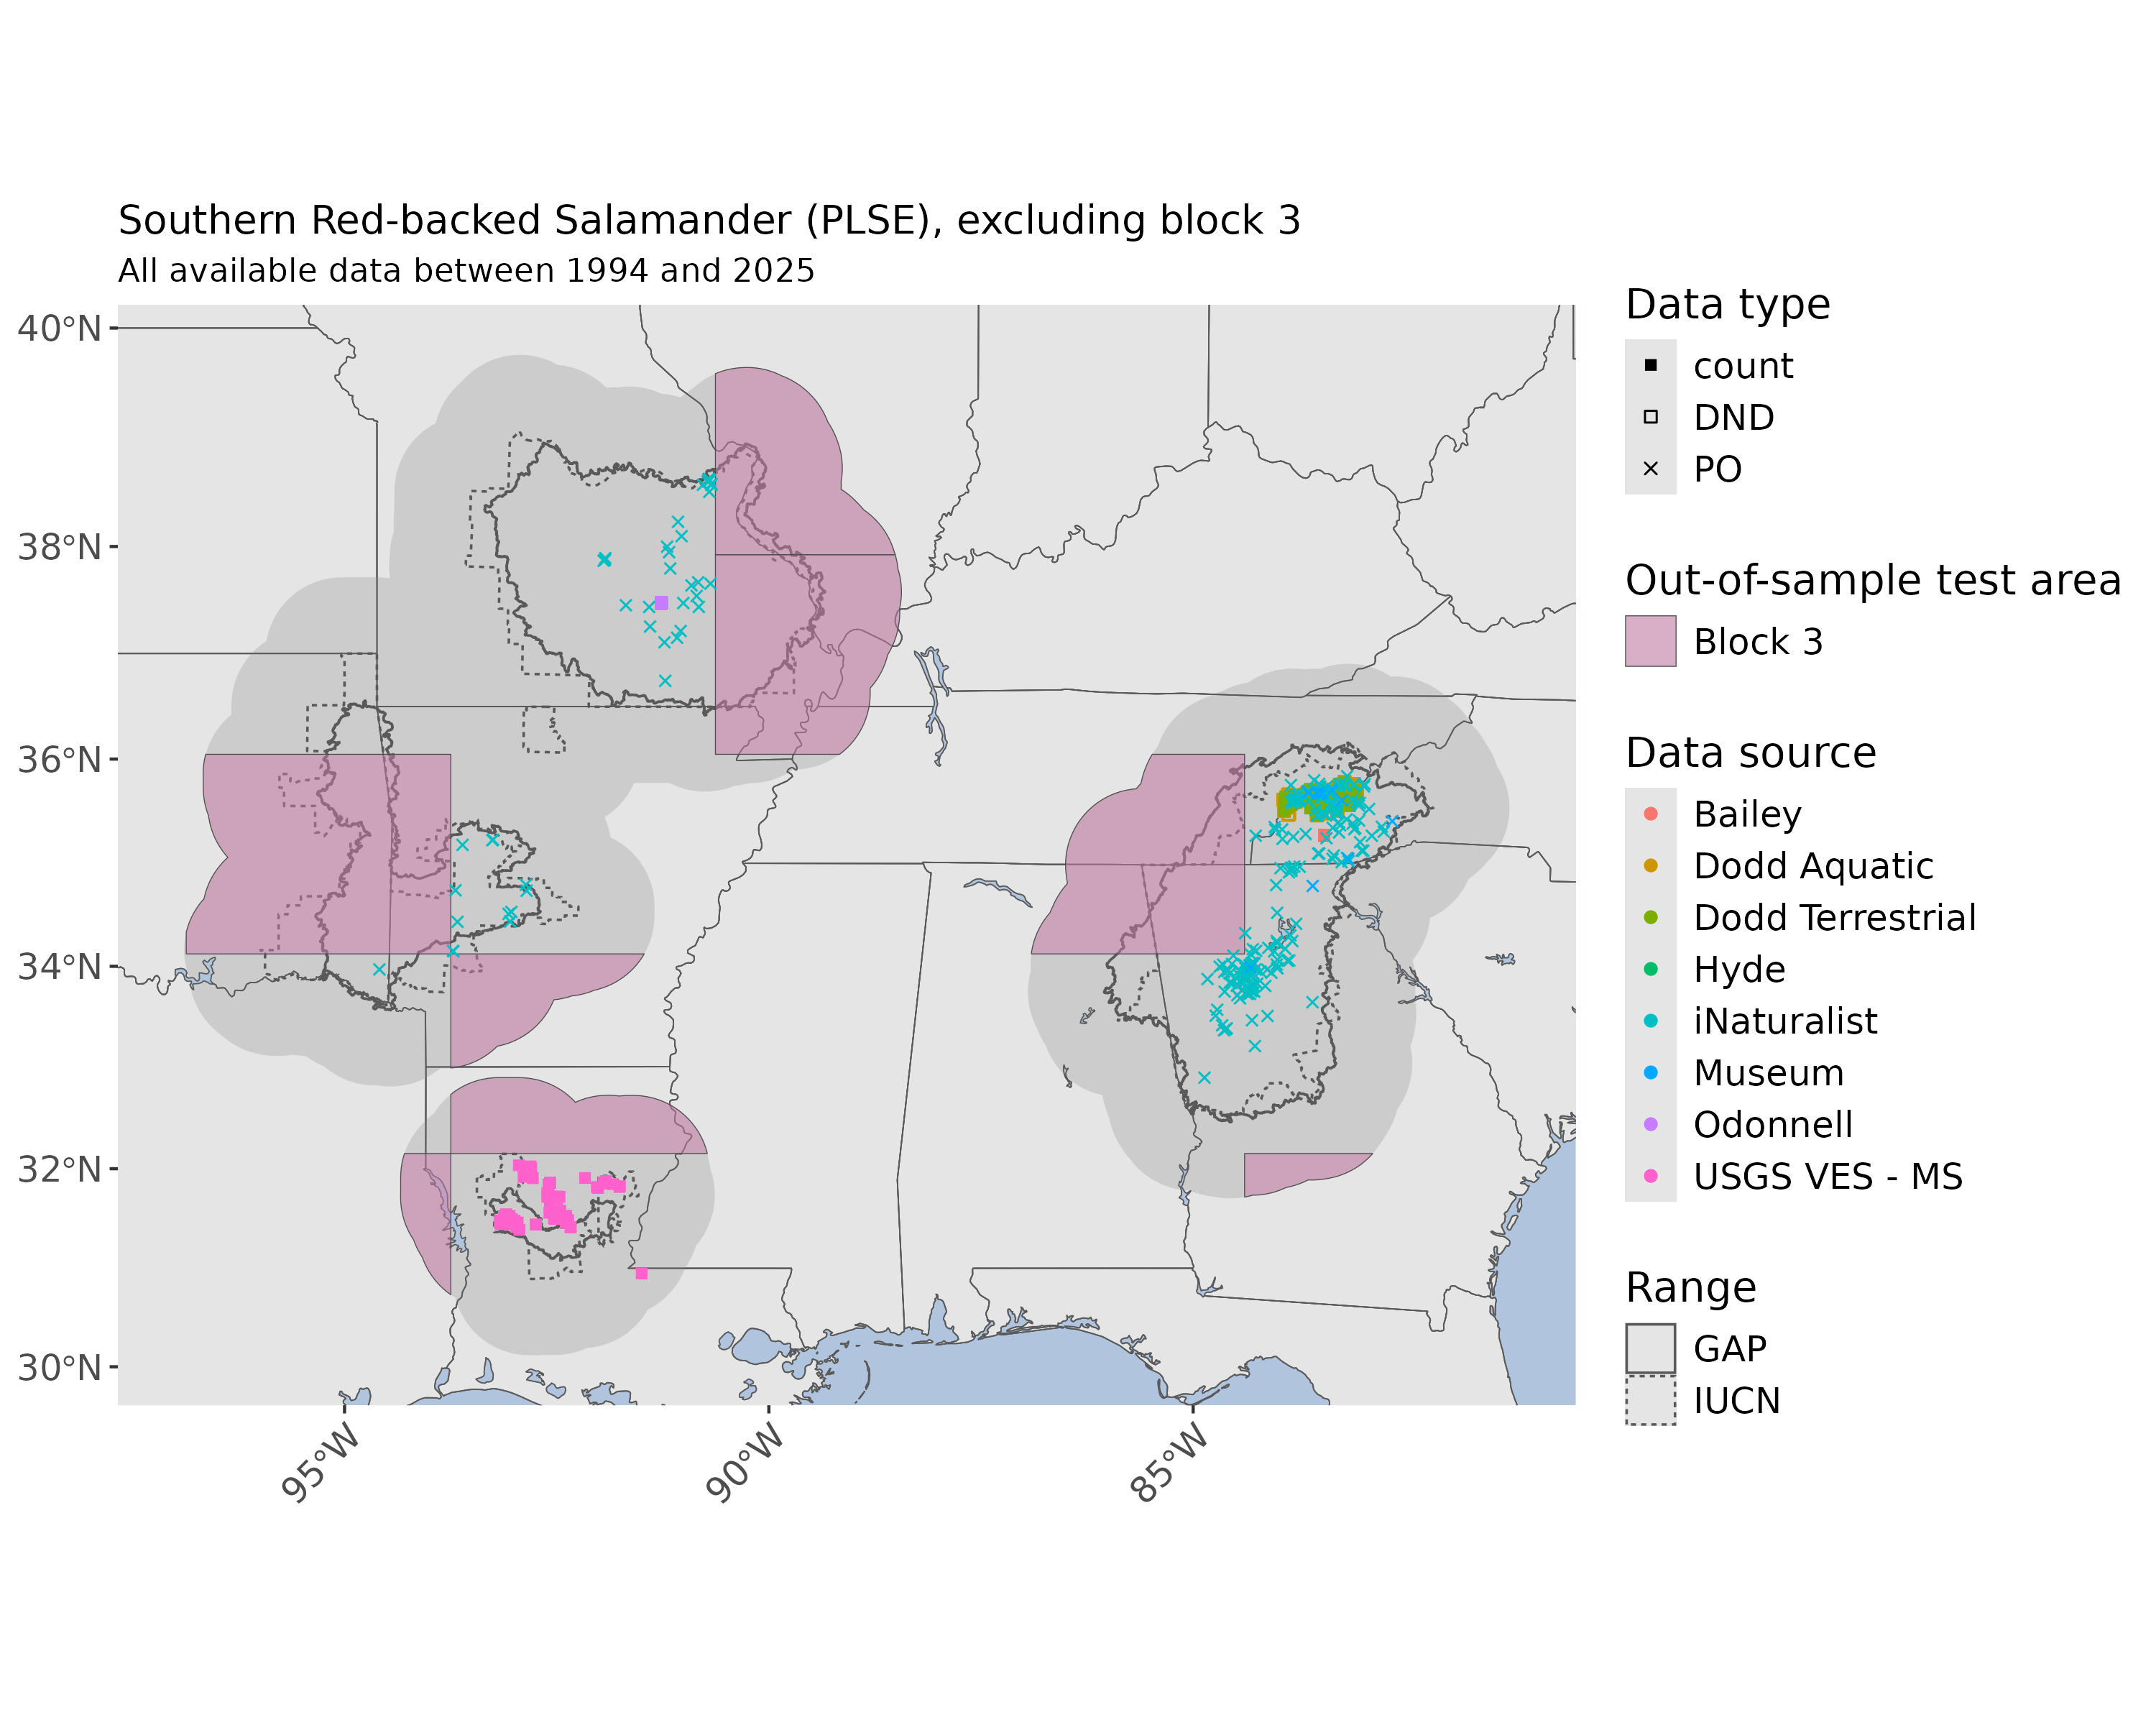 Southern Red-backed Salamander (PLSE), excluding block 3
All available data between 1994 and 2025
40°N
38°N
36°N
34°N
32°N
30°N
95°W
90°W
85°W
Data type
count
DND
PO
Out-of-sample test area
Block 3
Data source
Bailey
Dodd Aquatic
Dodd Terrestrial
Hyde
iNaturalist
Museum
Odonnell
USGS VES - MS
Range
GAP
IUCN